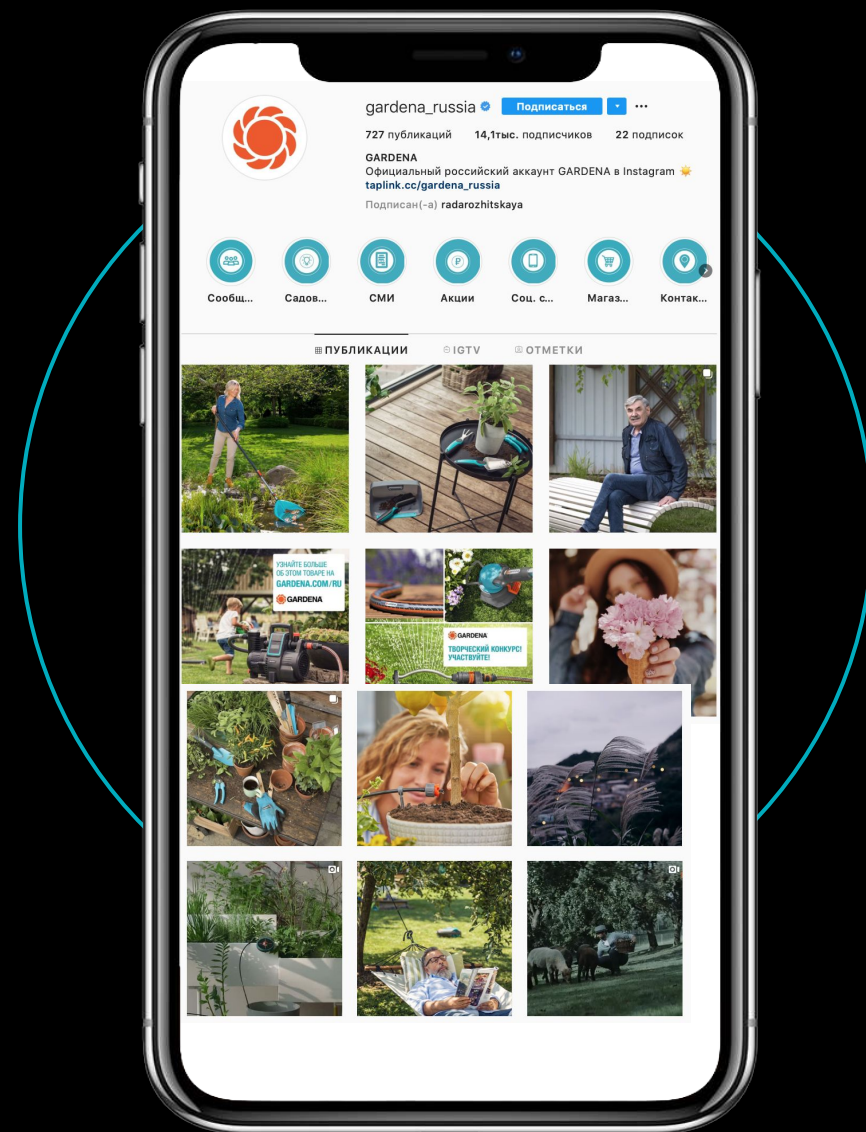 gardena_russia
Подписаться
727 публикаций 14,1тыс. подписчиков 22 подписок
GARDENA
Официальный российский аккаунт GARDENA в Instagram
taplink.cc/gardena_russia
Подписан(-а) radarozhitskaya
Сообщ... Садов... СМИ Акции Соц. с... Магаз... Контак...
ПУБЛИКАЦИИ IGTV ОТМЕТКИ
УЗНАЙТЕ БОЛЬШЕ
ОБ ЭТОМ ТОВАРЕ НА
GARDENA.COM/RU
GARDENA
GARDENA
ТВОРЧЕСКИЙ КОНКУРС!
УЧАСТВУЙТЕ!